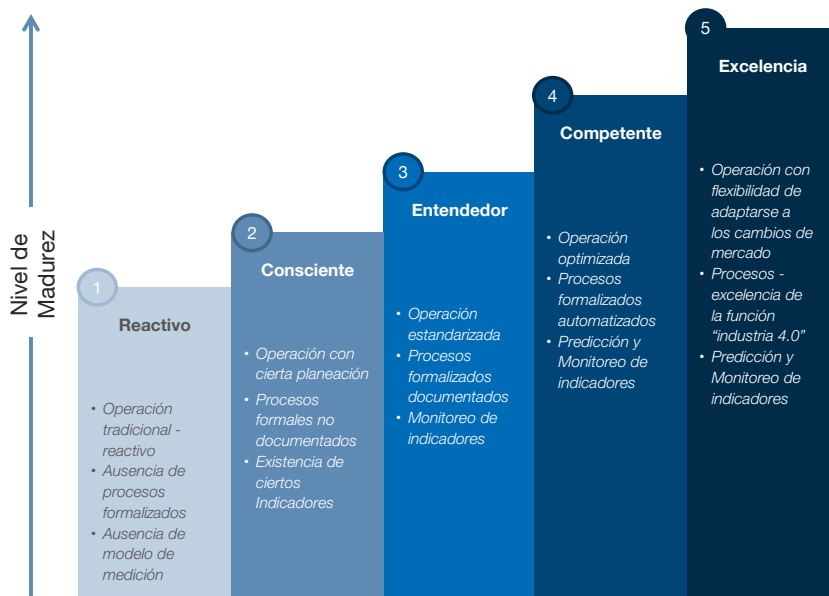 Nivel de
Madurez
1
Reactivo
• Operación
tradicional -
reactivo
• Ausencia de
procesos
formalizados
• Ausencia de
modelo de
medición
2
Consciente
• Operación con
cierta planeación
• Procesos
formales no
documentados
• Existencia de
ciertos
Indicadores
3
Entendedor
• Operación
estandarizada
• Procesos
formalizados
documentados
• Monitoreo de
indicadores
4
Competente
• Operación
optimizada
• Procesos
formalizados
automatizados
• Predicción y
Monitoreo de
indicadores
5
Excelencia
• Operación con
flexibilidad de
adaptarse a
los cambios de
mercado
• Procesos -
excelencia de
la función
“industria 4.0”
• Predicción y
Monitoreo de
indicadores